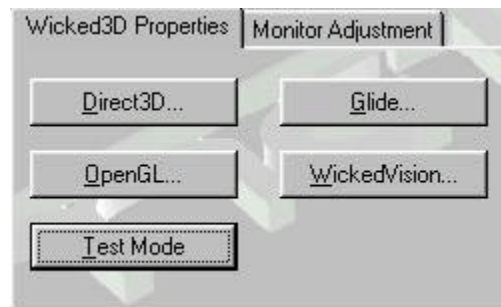 Wicked3D Properties Monitor Adjustment
Direct3D... Glide...
OpenGL... WickedVision...
Test Mode